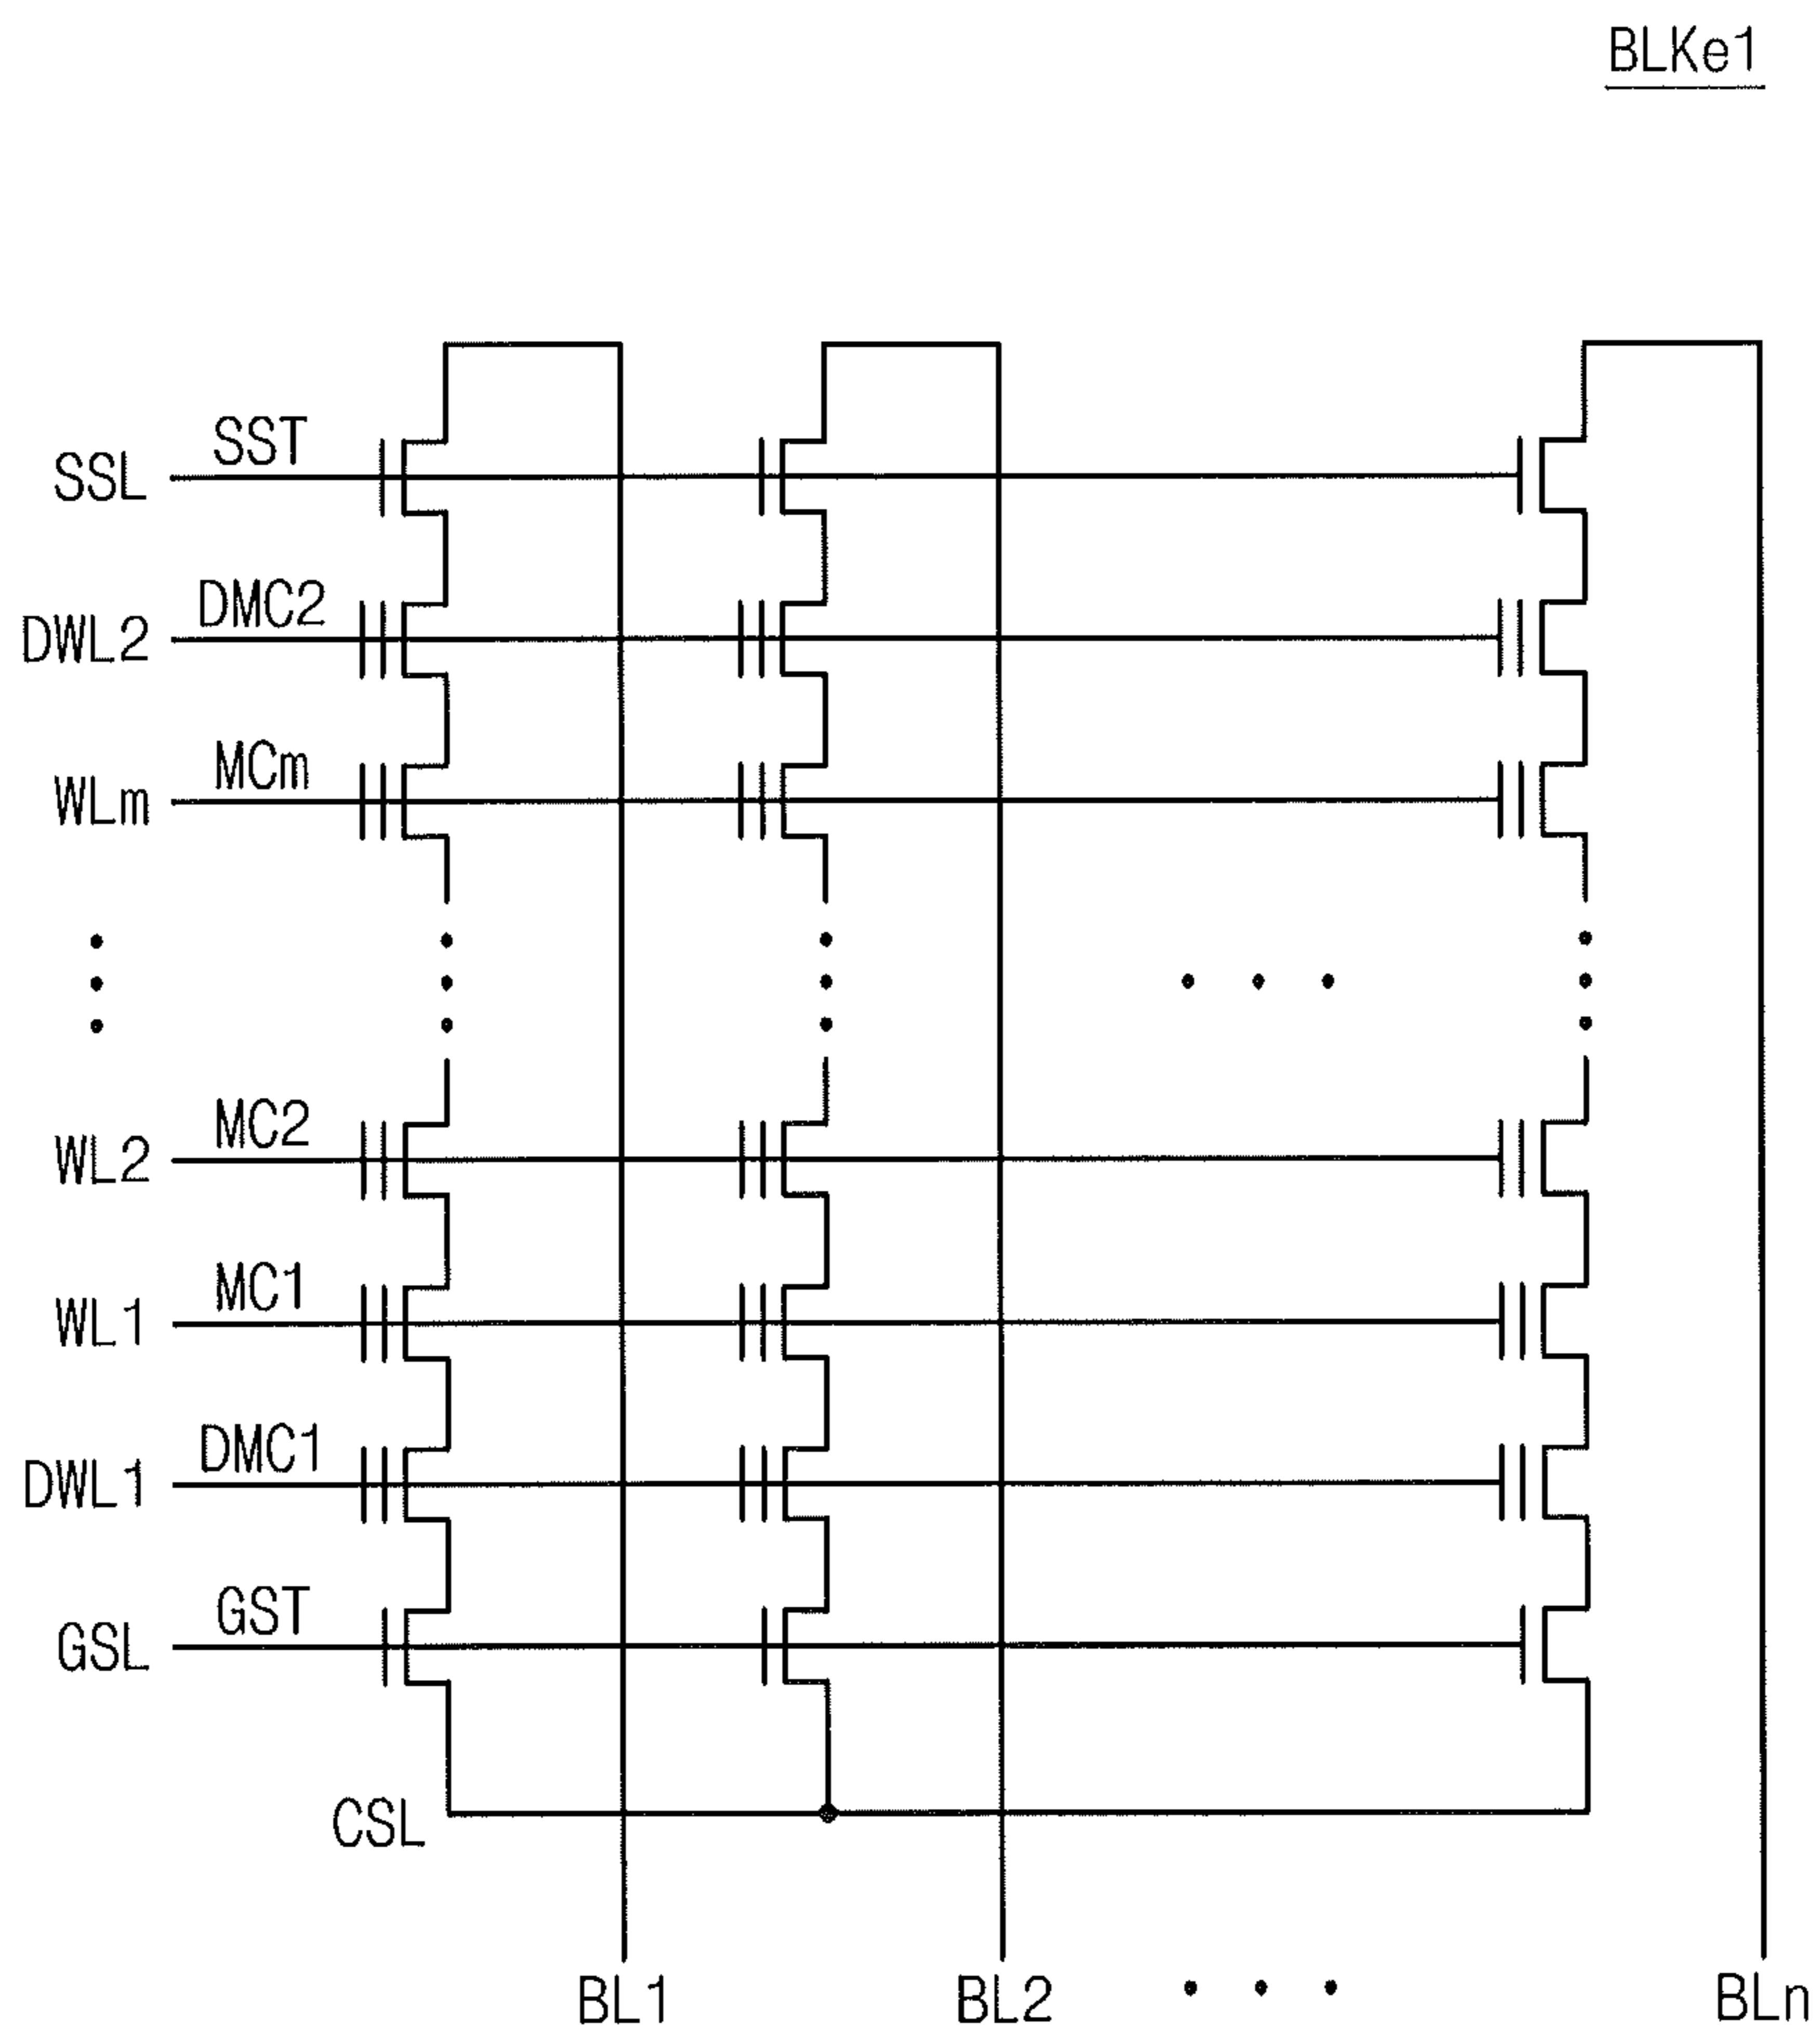 BLKe1
SST
SSL
DMC2
DWL2
MCm
WLm
MC2
WL2
MC1
WL1
DMC1
DWL1
GST
GSL
CSL
BL1 BL2 BLn